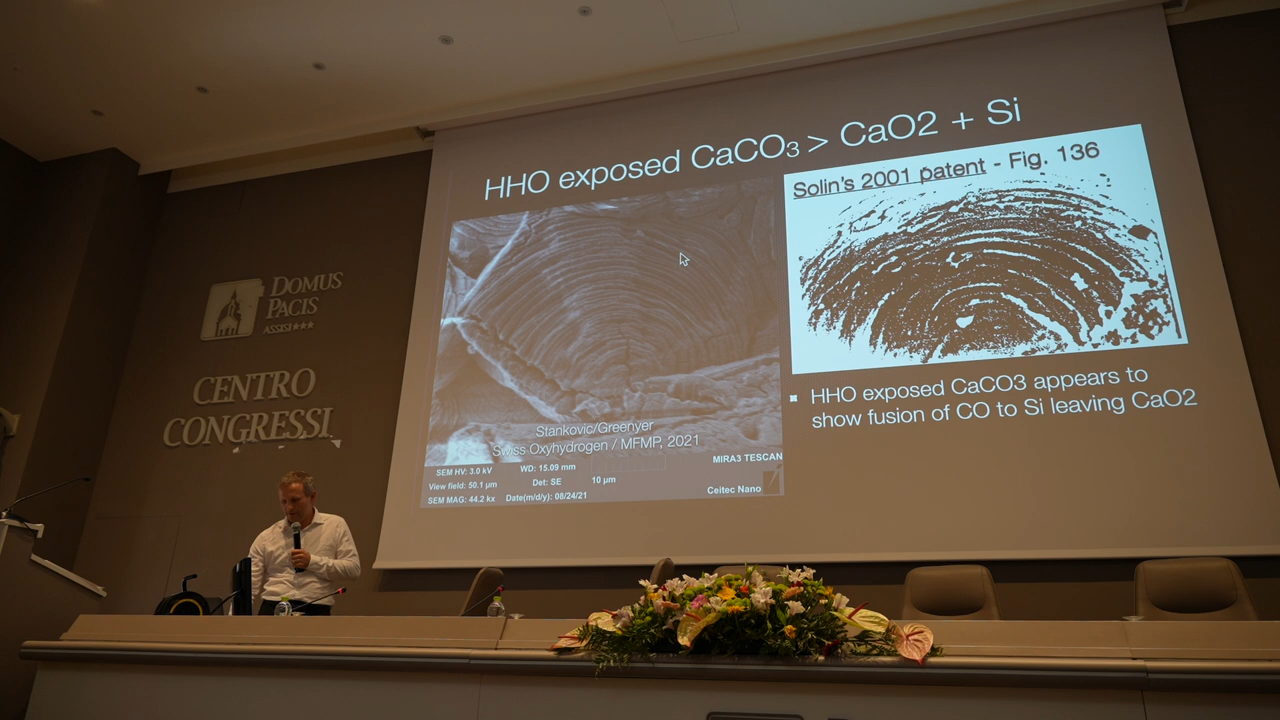 HHO exposed CaCO₃ > CaO2 + Si
Solin's 2001 patent - Fig. 136
DOMUS
PACIS
ASSISI***
CENTRO
CONGRESSI
Stankovic/Greenyer
Swiss Oxyhydrogen / MFMP, 2021
SEM HV: 3.0 kV WD: 15.09 mm MIRA3 TESCAN
View field: 50.1 µm Det: SE 10 µm
SEM MAG: 44.2 kx Date(m/d/y): 08/24/21 Ceitec Nano
▪ HHO exposed CaCO3 appears to
show fusion of CO to Si leaving CaO2